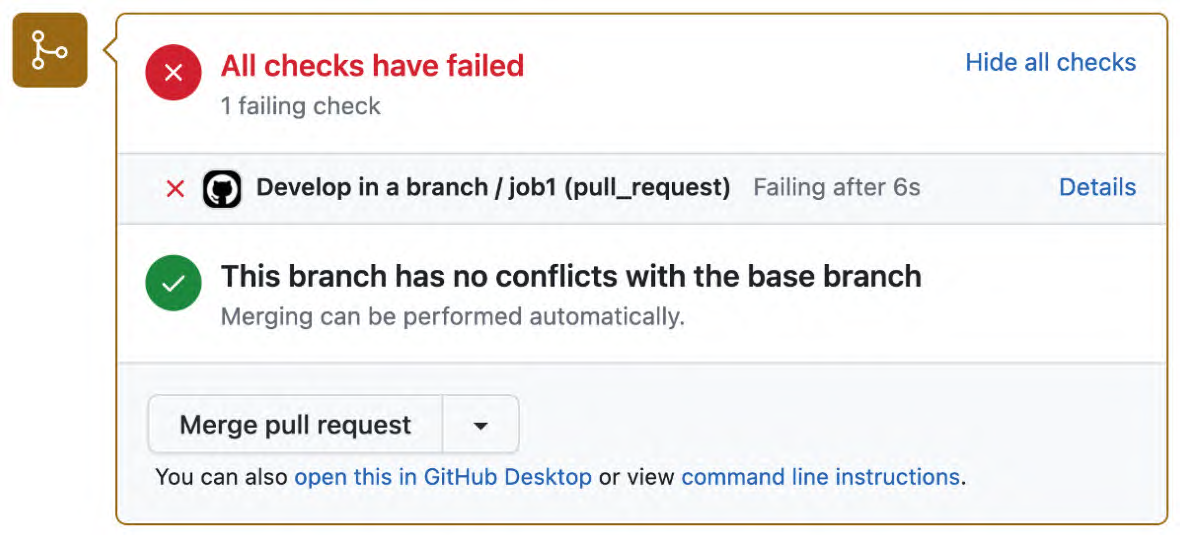 All checks have failed
Hide all checks
1 failing check
Develop in a branch / job1 (pull_request) Failing after 6s
Details
This branch has no conflicts with the base branch
Merging can be performed automatically.
Merge pull request
You can also open this in GitHub Desktop or view command line instructions.